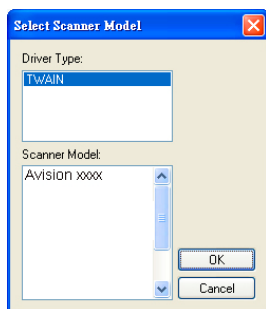 Select Scanner Model
Driver Type:
TWAIN
Scanner Model:
Avision xxxx
OK
Cancel